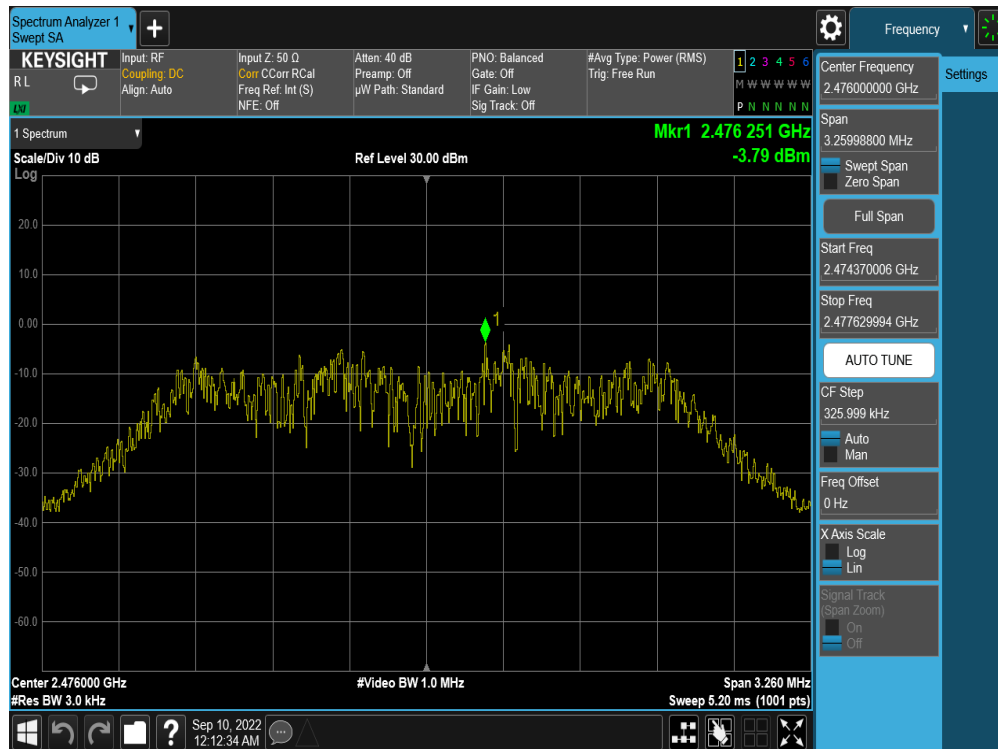 Spectrum Analyzer 1
Swept SA
Frequency
KEYSIGHT
R L
LXI
Input: RF
Coupling: DC
Align: Auto
Input Z: 50 Ω
Corr CCorr RCal
Freq Ref: Int (S)
NFE: Off
Atten: 40 dB
Preamp: Off
µW Path: Standard
PNO: Balanced
Gate: Off
IF Gain: Low
Sig Track: Off
#Avg Type: Power (RMS)
Trig: Free Run
1 2 3 4 5 6
M W W W W W
P N N N N N
1 Spectrum
Scale/Div 10 dB
Log
Ref Level 30.00 dBm
Mkr1 2.476 251 GHz
-3.79 dBm
20.0
10.0
0.00
-10.0
-20.0
-30.0
-40.0
-50.0
-60.0
1
Center 2.476000 GHz
#Res BW 3.0 kHz
#Video BW 1.0 MHz
Span 3.260 MHz
Sweep 5.20 ms (1001 pts)
Sep 10, 2022
12:12:34 AM
Center Frequency
2.476000000 GHz
Settings
Span
3.25998800 MHz
Swept Span
Zero Span
Full Span
Start Freq
2.474370006 GHz
Stop Freq
2.477629994 GHz
AUTO TUNE
CF Step
325.999 kHz
Auto
Man
Freq Offset
0 Hz
X Axis Scale
Log
Lin
Signal Track
(Span Zoom)
On
Off